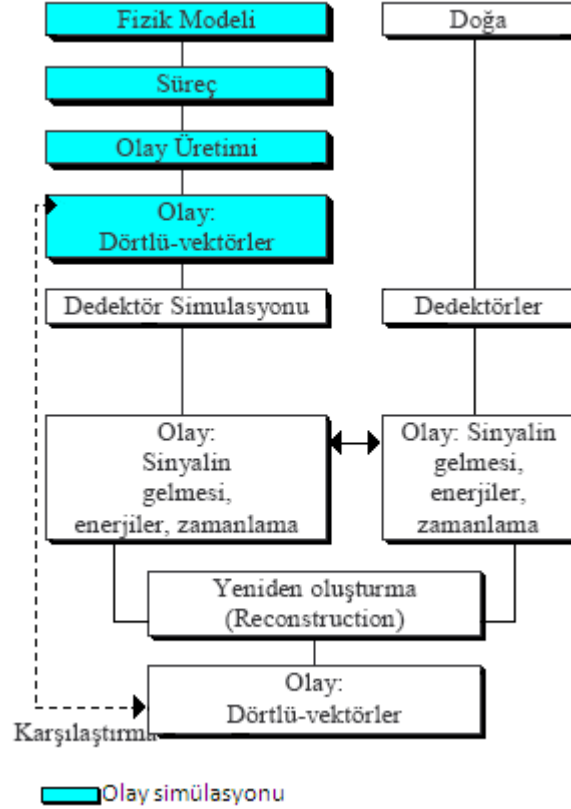 Fizik Modeli
Doğa
Süreç
Olay Üretimi
Olay:
Dörtlü-vektörler
Dedektör Simulasyonu
Dedektörler
Olay:
Sinyalin
gelmesi,
enerjiler, zamanlama
Olay: Sinyalin
gelmesi,
enerjiler,
zamanlama
Yeniden oluşturma
(Reconstruction)
Olay:
Dörtlü-vektörler
Karşılaştırma
Olay simülasyonu